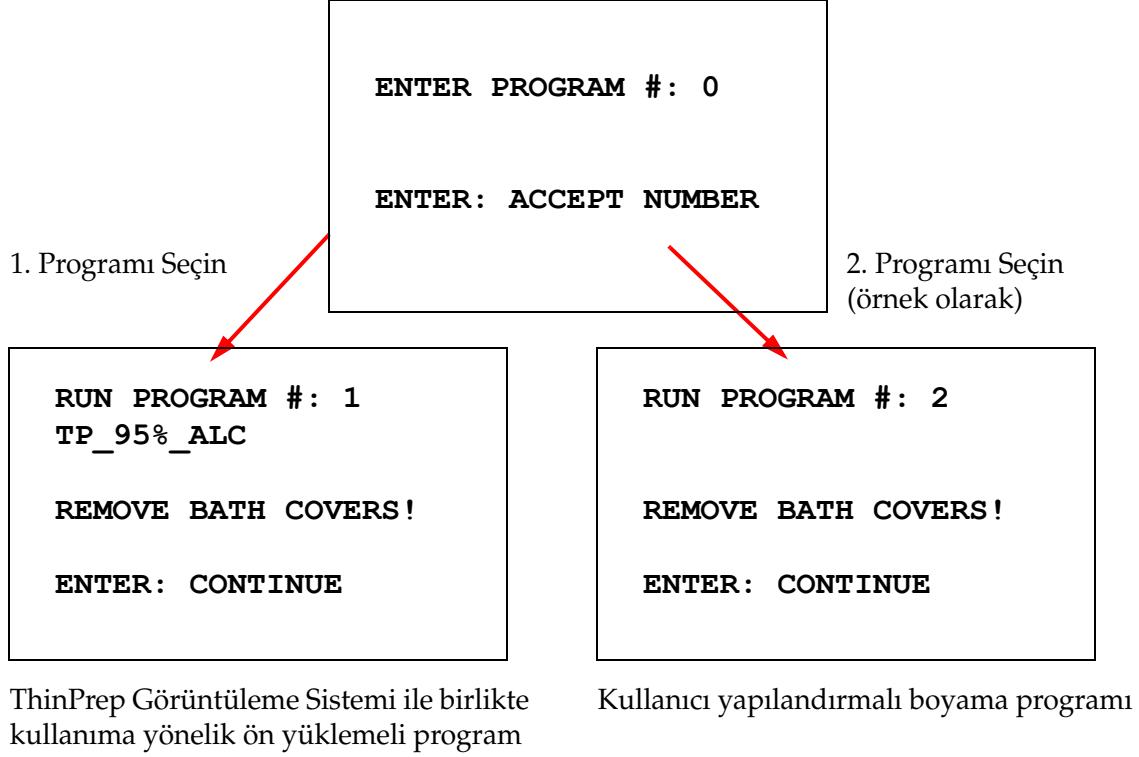 ENTER PROGRAM #: 0
ENTER: ACCEPT NUMBER
1. Programı Seçin
2. Programı Seçin
(örnek olarak)
RUN PROGRAM #: 1
TP_95%_ALC
REMOVE BATH COVERS!
ENTER: CONTINUE
RUN PROGRAM #: 2
REMOVE BATH COVERS!
ENTER: CONTINUE
ThinPrep Görüntüleme Sistemi ile birlikte
kullanıma yönelik ön yüklemeli program
Kullanıcı yapılandırmalı boyama programı